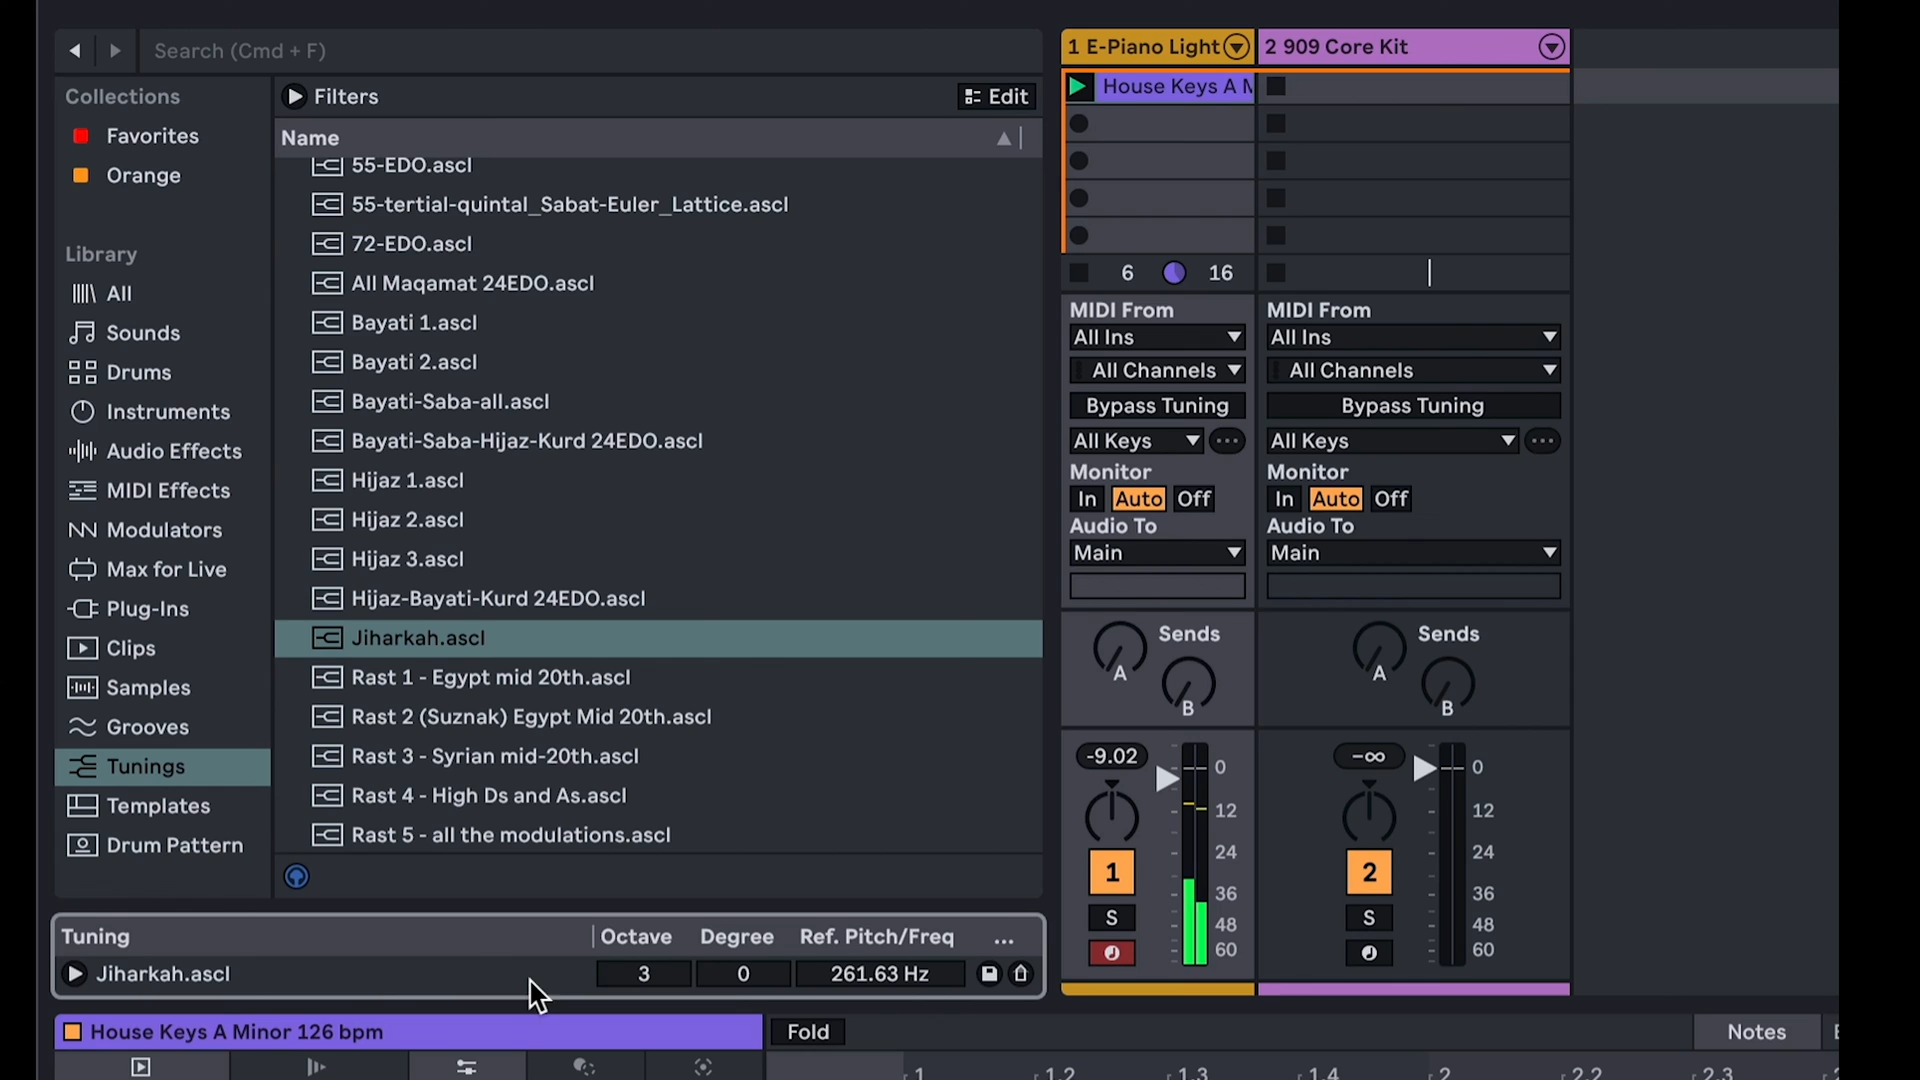 Search (Cmd + F)
Collections
Favorites
Orange
Library
All
Sounds
Drums
Instruments
Audio Effects
MIDI Effects
Modulators
Max for Live
Plug-Ins
Clips
Samples
Grooves
Tunings
Templates
Drum Pattern
Filters
Edit
Name
55-EDO.ascl
55-tertial-quintal_Sabat-Euler_Lattice.ascl
72-EDO.ascl
All Maqamat 24EDO.ascl
Bayati 1.ascl
Bayati 2.ascl
Bayati-Saba-all.ascl
Bayati-Saba-Hijaz-Kurd 24EDO.ascl
Hijaz 1.ascl
Hijaz 2.ascl
Hijaz 3.ascl
Hijaz-Bayati-Kurd 24EDO.ascl
Jiharkah.ascl
Rast 1 - Egypt mid 20th.ascl
Rast 2 (Suznak) Egypt Mid 20th.ascl
Rast 3 - Syrian mid-20th.ascl
Rast 4 - High Ds and As.ascl
Rast 5 - all the modulations.ascl
Tuning Octave Degree Ref. Pitch/Freq ...
Jiharkah.ascl 3 0 261.63 Hz
1 E-Piano Light
House Keys A M
6 16
MIDI From
All Ins
All Channels
Bypass Tuning
All Keys
Monitor
In Auto Off
Audio To
Main
Sends
A
B
-9.02
0
12
24
36
48
60
1
S
2 909 Core Kit
MIDI From
All Ins
All Channels
Bypass Tuning
All Keys
Monitor
In Auto Off
Audio To
Main
Sends
A
B
-∞
0
12
24
36
48
60
2
S
House Keys A Minor 126 bpm
Fold
Notes
1 1.2 1.3 1.4 2 2.2 2.3